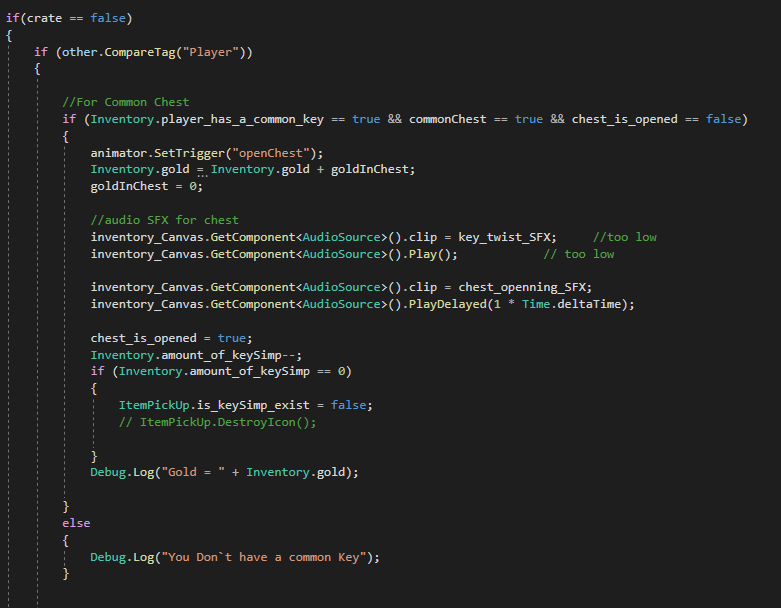 if(crate == false)
{
if (other.CompareTag("Player"))
{
//For Common Chest
if (Inventory.player_has_a_common_key == true && commonChest == true && chest_is_opened == false)
{
animator.SetTrigger("openChest");
Inventory.gold = Inventory.gold + goldInChest;
goldInChest = 0;
//audio SFX for chest
inventory_Canvas.GetComponent<AudioSource>().clip = key_twist_SFX; //too low
inventory_Canvas.GetComponent<AudioSource>().Play(); // too low
inventory_Canvas.GetComponent<AudioSource>().clip = chest_openning_SFX;
inventory_Canvas.GetComponent<AudioSource>().PlayDelayed(1 * Time.deltaTime);
chest_is_opened = true;
Inventory.amount_of_keySimp--;
if (Inventory.amount_of_keySimp == 0)
{
ItemPickUp.is_keySimp_exist = false;
// ItemPickUp.DestroyIcon();
}
Debug.Log("Gold = " + Inventory.gold);
}
else
{
Debug.Log("You Don`t have a common Key");
}